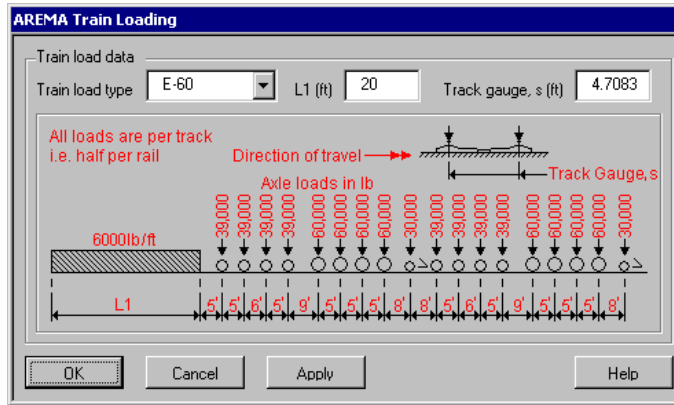 AREMA Train Loading
Train load data
Train load type E-60 L1 (ft) 20 Track gauge, s (ft) 4.7083
All loads are per track
i.e. half per rail
Direction of travel
Track Gauge,s
Axle loads in lb
6000lb/ft
39,000 39,000 39,000 39,000 60,000 60,000 60,000 60,000 30,000 39,000 39,000 39,000 39,000 60,000 60,000 60,000 60,000 30,000
L1 5' 5' 6' 5' 9' 5' 5' 5' 8' 8' 5' 6' 5' 9' 5' 5' 5' 8'
OK Cancel Apply Help